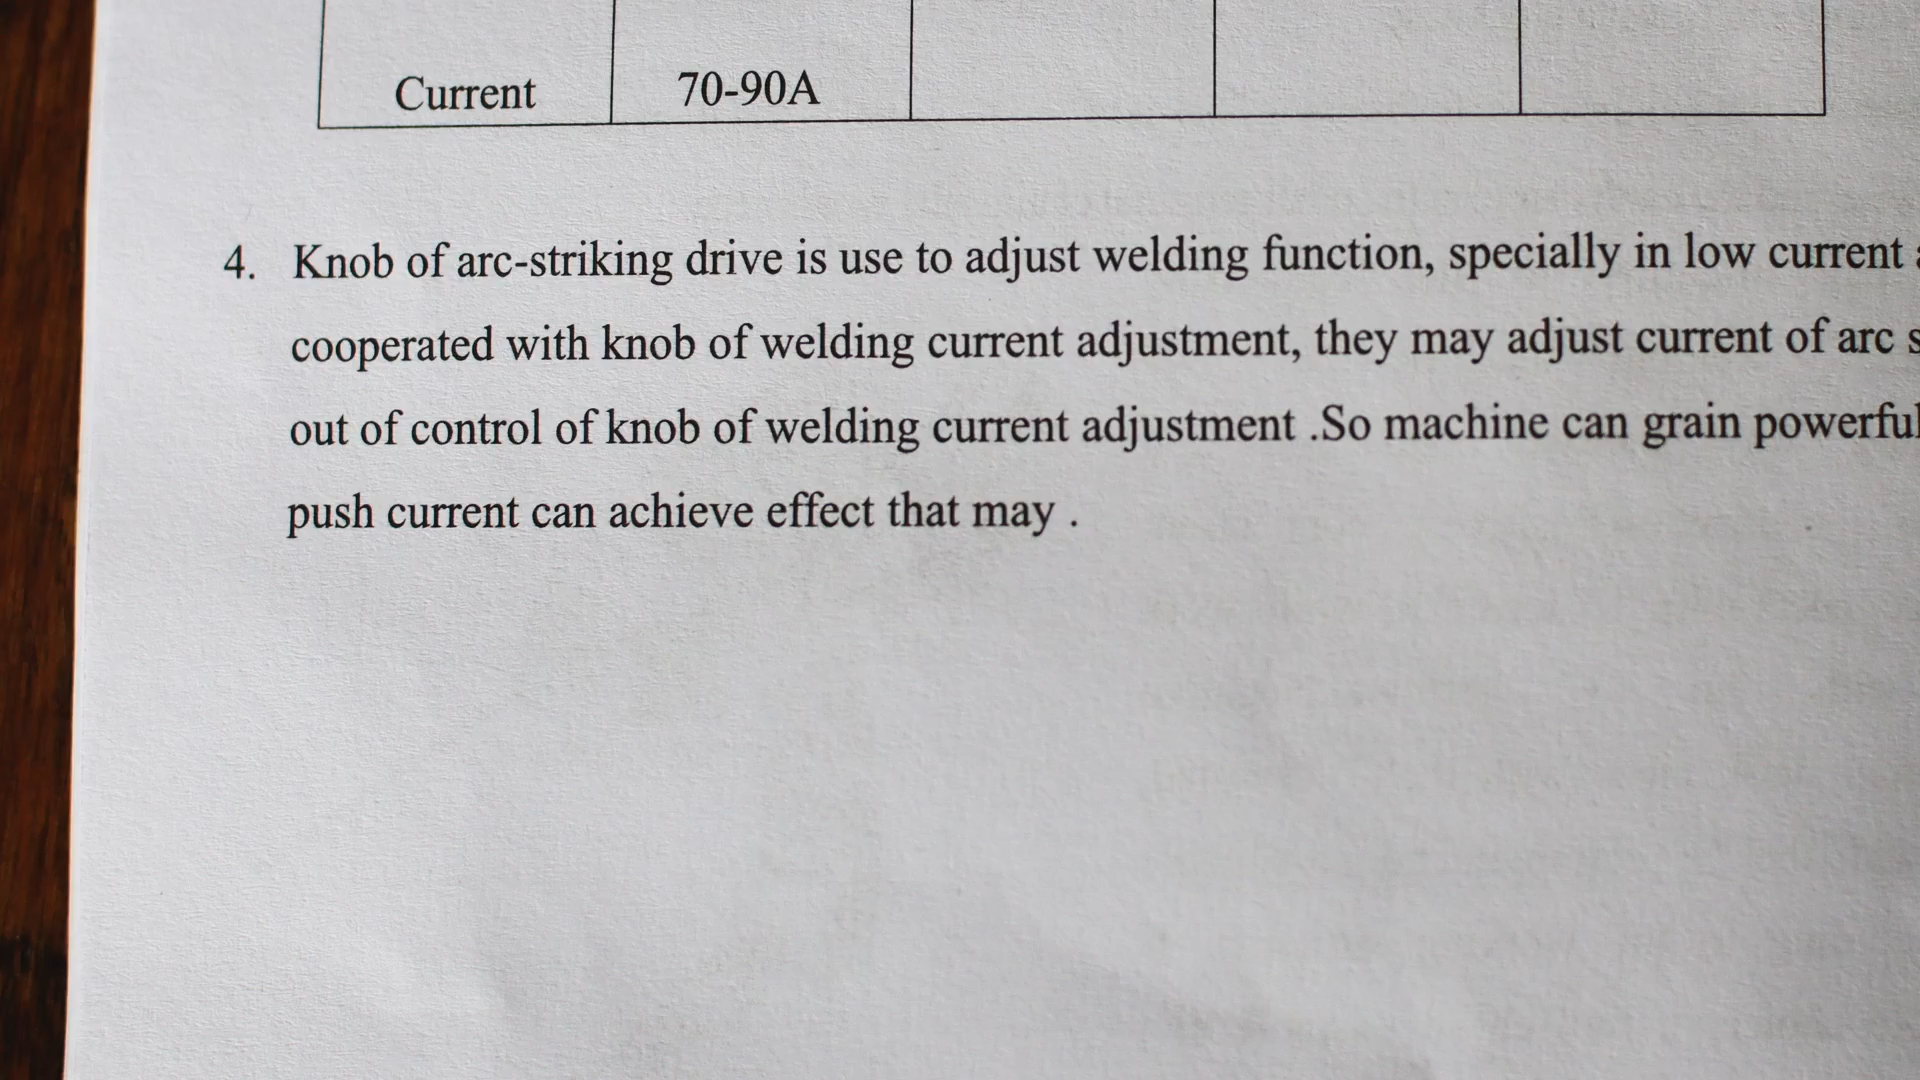 Current 70-90A
4. Knob of arc-striking drive is use to adjust welding function, specially in low current
cooperated with knob of welding current adjustment, they may adjust current of arc
out of control of knob of welding current adjustment .So machine can grain powerful
push current can achieve effect that may .